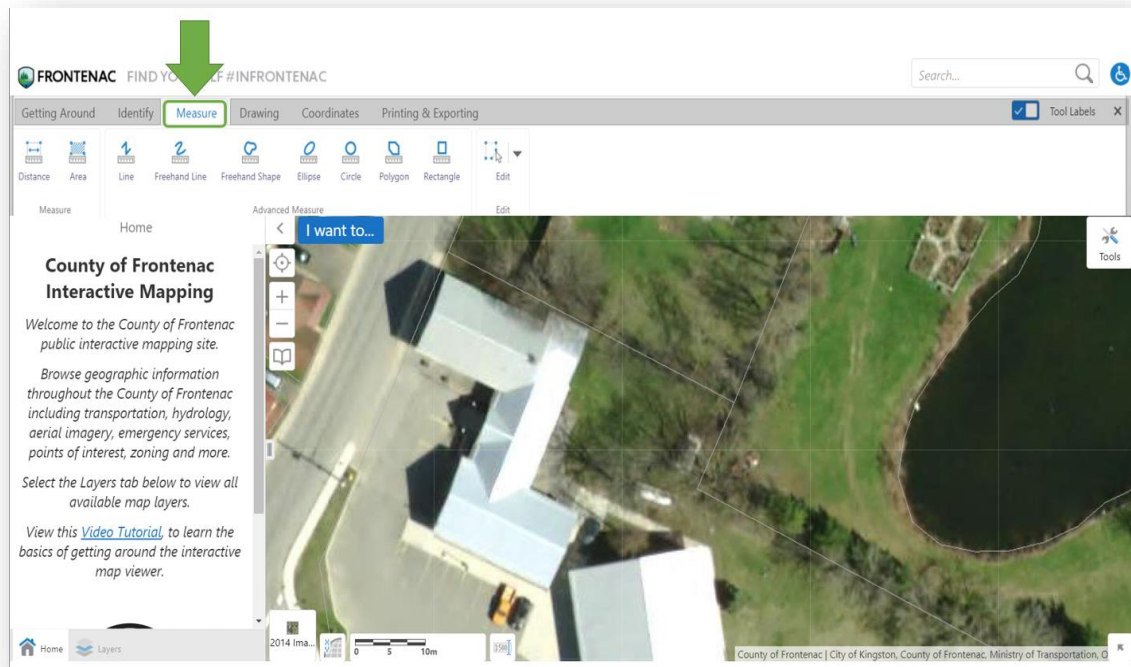 FRONTENAC FIND YO LF #INFRONTENAC
Search...
Getting Around Identify Measure Drawing Coordinates Printing & Exporting Tool Labels X
Distance Area Line Freehand Line Freehand Shape Ellipse Circle Polygon Rectangle Edit
Measure Advanced Measure Edit
Home
I want to...
Tools
County of Frontenac
Interactive Mapping
Welcome to the County of Frontenac
public interactive mapping site.
Browse geographic information
throughout the County of Frontenac
including transportation, hydrology,
aerial imagery, emergency services,
points of interest, zoning and more.
Select the Layers tab below to view all
available map layers.
View this Video Tutorial, to learn the
basics of getting around the interactive
map viewer.
Home Layers
2014 Ima...
0 5 10m
County of Frontenac | City of Kingston, County of Frontenac, Ministry of Transportation, O